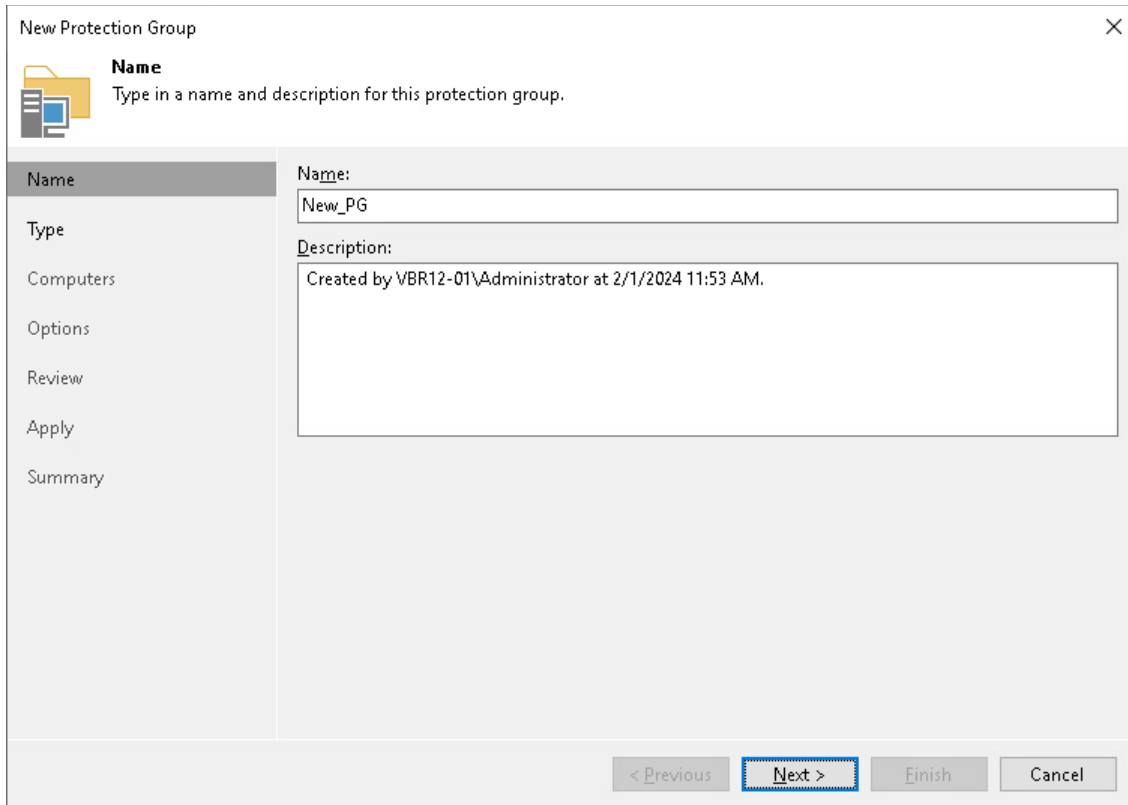 New Protection Group
Name
Type in a name and description for this protection group.
Name
Type
Computers
Options
Review
Apply
Summary
Name:
New_PG
Description:
Created by VBR12-01\Administrator at 2/1/2024 11:53 AM.
< Previous
Next >
Finish
Cancel